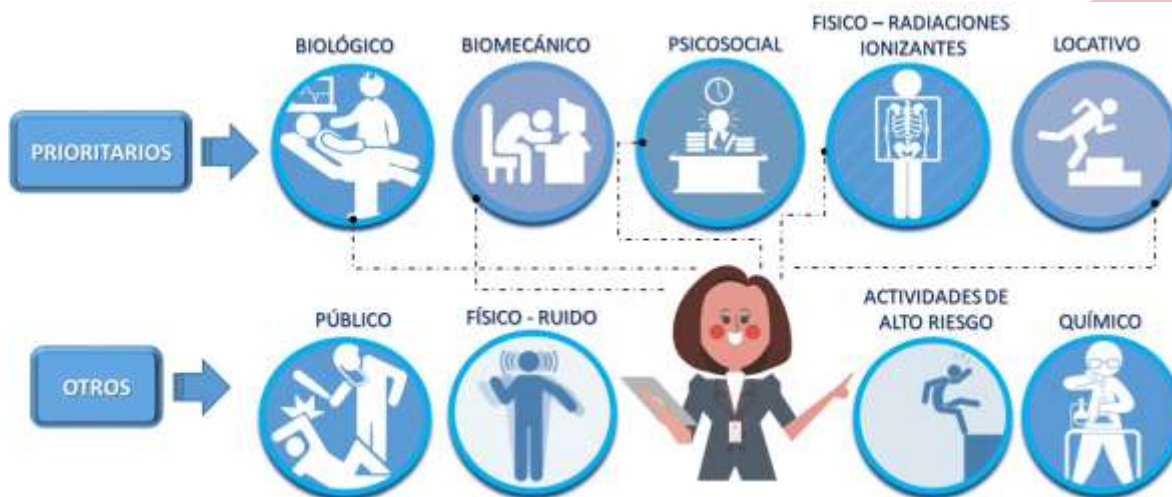 PRIORITARIOS
BIOLÓGICO
BIOMECÁNICO
PSICOSOCIAL
FISICO – RADIACIONES
IONIZANTES
LOCATIVO
OTROS
PÚBLICO
FÍSICO - RUIDO
ACTIVIDADES DE
ALTO RIESGO
QUÍMICO